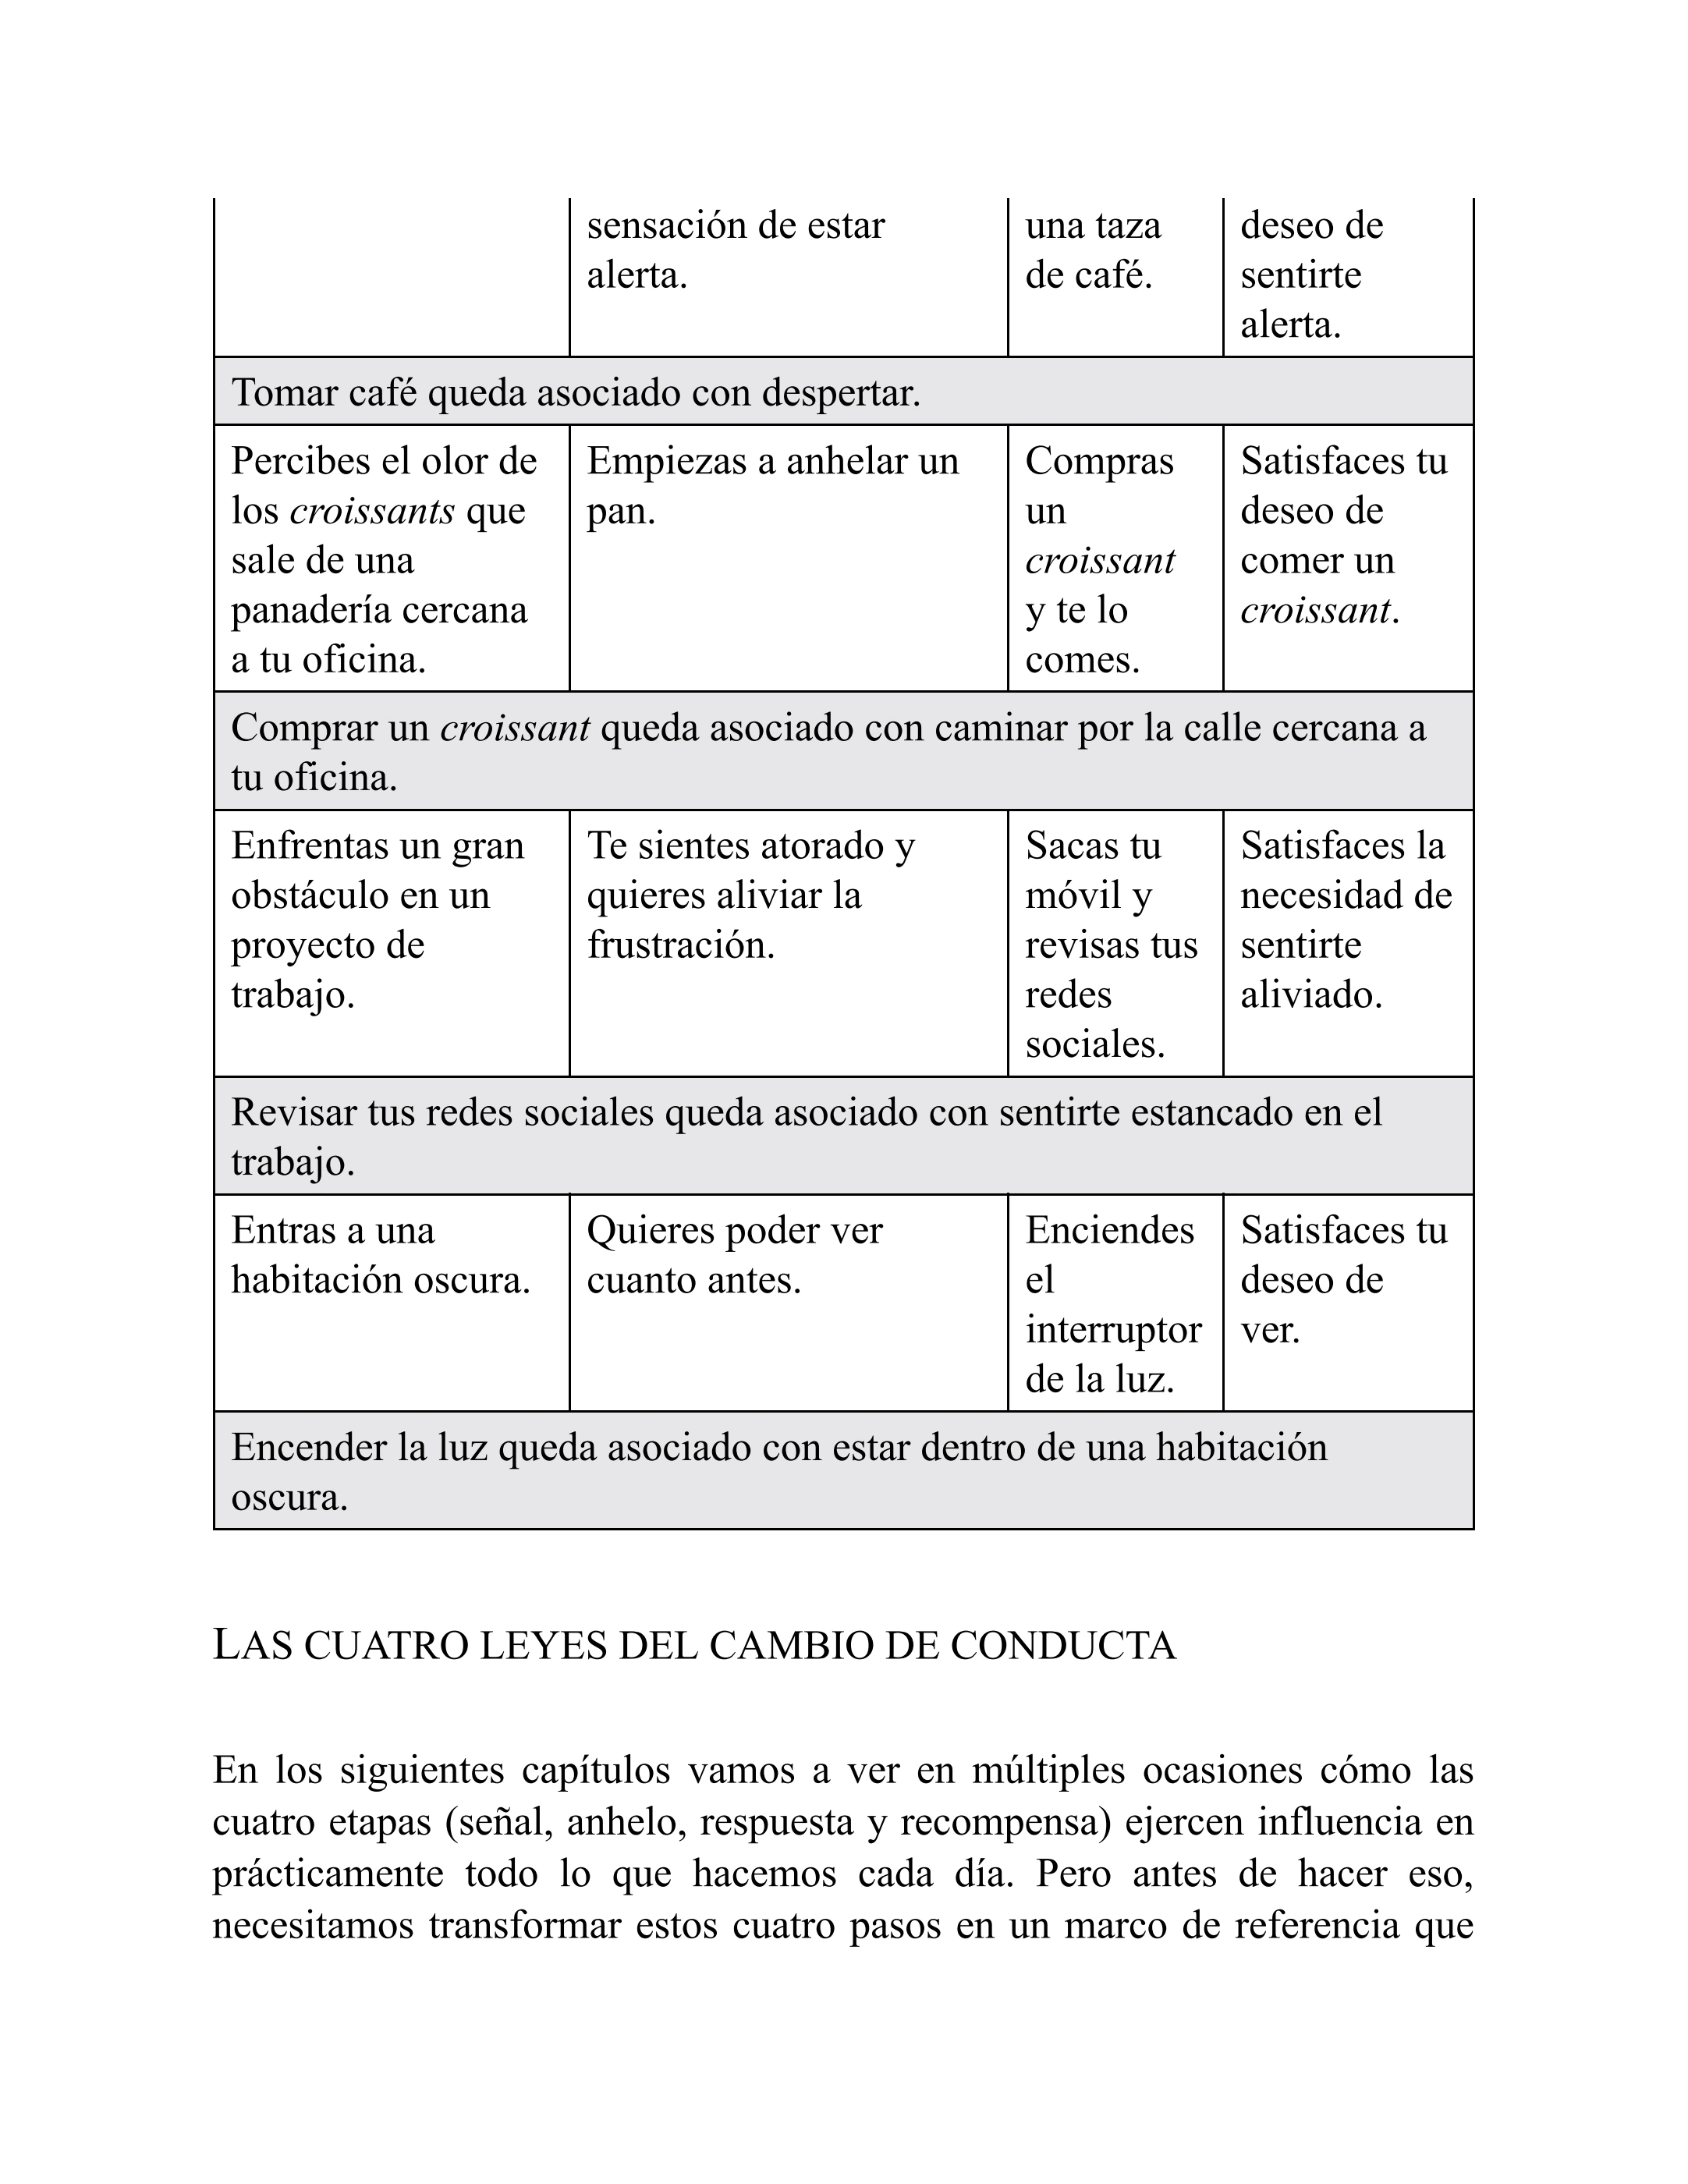 sensación de estar
alerta.
una taza
de café.
deseo de
sentirte
alerta.
Tomar café queda asociado con despertar.
Percibes el olor de
los croissants que
sale de una
panadería cercana
a tu oficina.
Empiezas a anhelar un
pan.
Compras
un
croissant
y te lo
comes.
Satisfaces tu
deseo de
comer un
croissant.
Comprar un croissant queda asociado con caminar por la calle cercana a
tu oficina.
Enfrentas un gran
obstáculo en un
proyecto de
trabajo.
Te sientes atorado y
quieres aliviar la
frustración.
Sacas tu
móvil y
revisas tus
redes
sociales.
Satisfaces la
necesidad de
sentirte
aliviado.
Revisar tus redes sociales queda asociado con sentirte estancado en el
trabajo.
Entras a una
habitación oscura.
Quieres poder ver
cuanto antes.
Enciendes
el
interruptor
de la luz.
Satisfaces tu
deseo de
ver.
Encender la luz queda asociado con estar dentro de una habitación
oscura.
LAS CUATRO LEYES DEL CAMBIO DE CONDUCTA
En los siguientes capítulos vamos a ver en múltiples ocasiones cómo las
cuatro etapas (señal, anhelo, respuesta y recompensa) ejercen influencia en
prácticamente todo lo que hacemos cada día. Pero antes de hacer eso,
necesitamos transformar estos cuatro pasos en un marco de referencia que